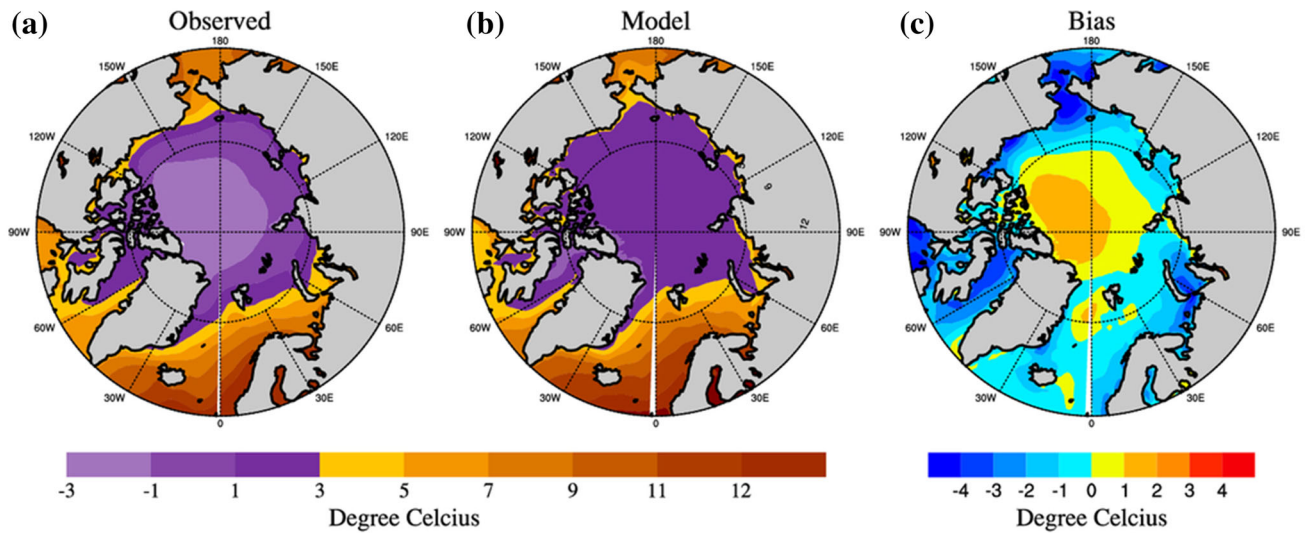 (a) Observed (b) Model (c) Bias
180 180 180
150W 150E 150W 150E 150W 150E
120W 120E 120W 120E 120W 120E
6
12
90W 90E 90W 90E 90W 90E
60W 60E 60W 60E 60W 60E
30W 30E 30W 30E 30W 30E
0 0 0
-3 -1 1 3 5 7 9 11 12 -4 -3 -2 -1 0 1 2 3 4
Degree Celcius Degree Celcius